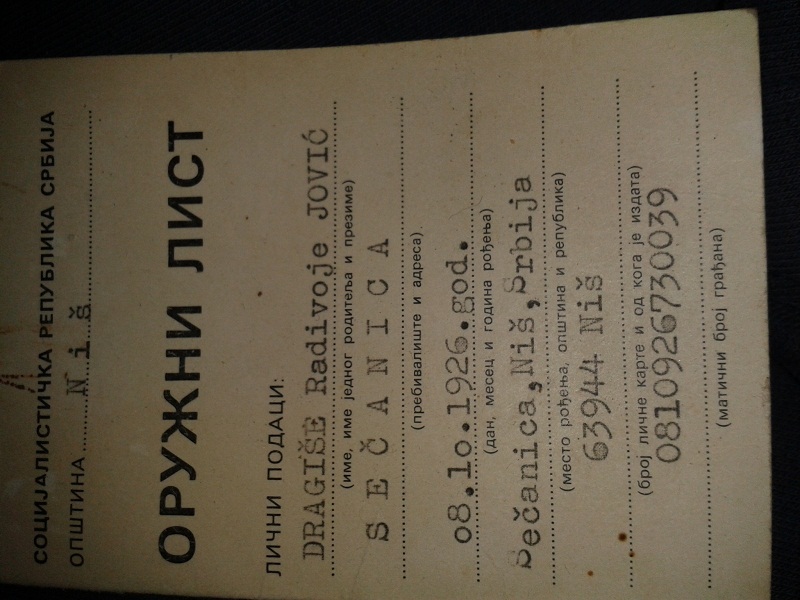 СОЦИЈАЛИСТИЧКА РЕПУБЛИКА СРБИЈА
ОПШТИНА Niš
ОРУЖНИ ЛИСТ
ЛИЧНИ ПОДАЦИ:
DRAGIŠE Radivoje JOVIĆ
(име, име једног родитеља и презиме)
S E Č A N I C A
(пребивалиште и адреса)
o8.1o.1926.god.
(дан, месец и година рођења)
Sečanica,Niš,Srbija
(место рођења, општина и република)
63944 Niš
(број личне карте и од кога је издата)
0810926730039
(матични број грађана)